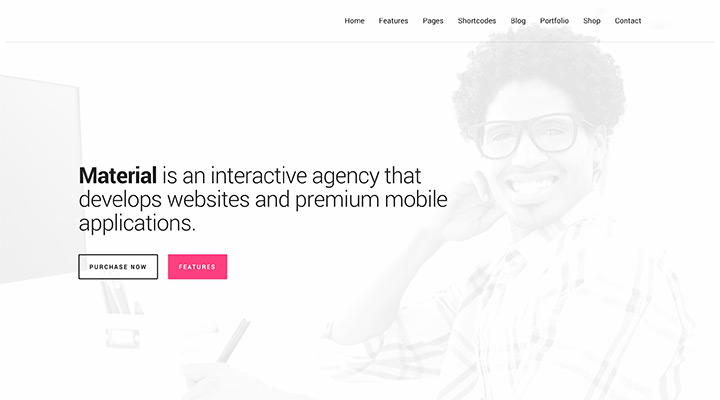 Home Features Pages Shortcodes Blog Portfolio Shop Contact
Material is an interactive agency that
develops websites and premium mobile
applications.
PURCHASE NOW FEATURES